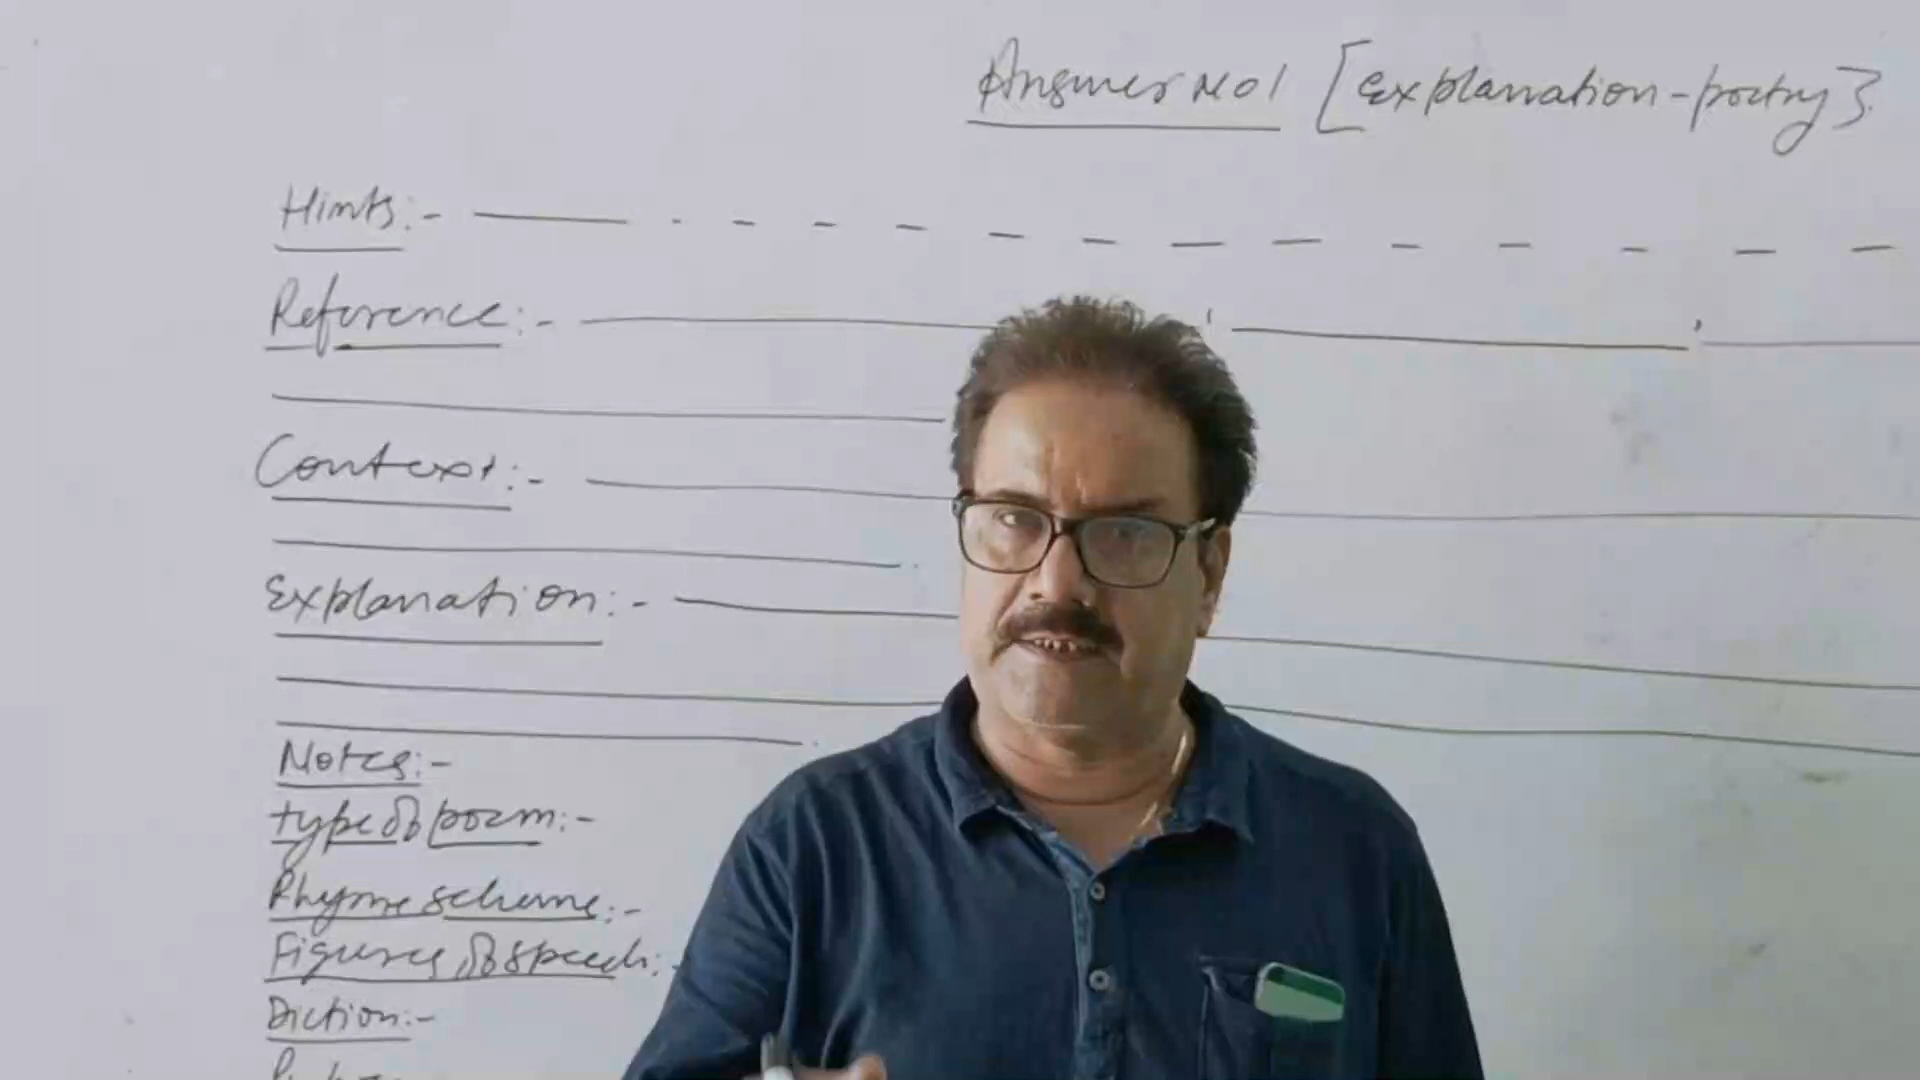 Answer No 1 [Explanation-poetry}
Hints:-
Reference:-
Context:-
Explanation:-
Notes:-
type of poem:-
Rhyme scheme:-
Figures of speech:-
Diction:-